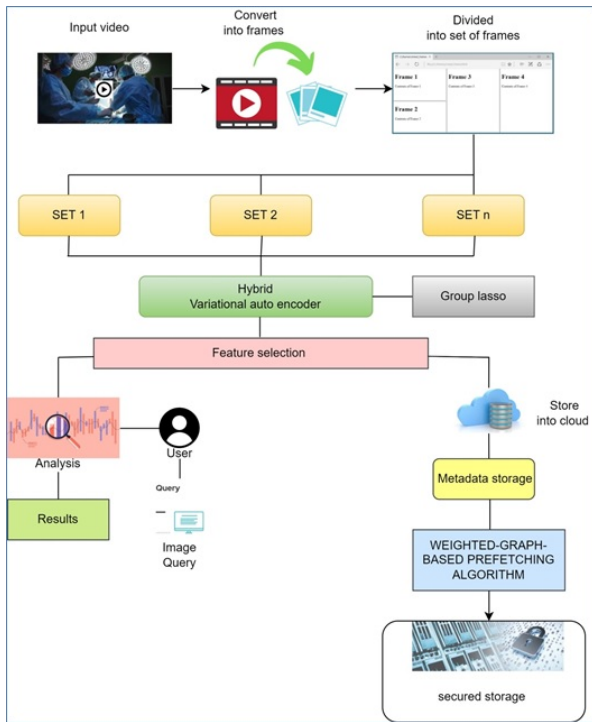 Input video
Convert
into frames
Divided
into set of frames
Frame 1
Frame 3
Frame 4
Frame 2
SET 1
SET 2
SET n
Hybrid
Variational auto encoder
Group lasso
Feature selection
Analysis
User
Query
Image
Query
Results
Store
into cloud
Metadata storage
WEIGHTED-GRAPH-
BASED PREFETCHING
ALGORITHM
secured storage